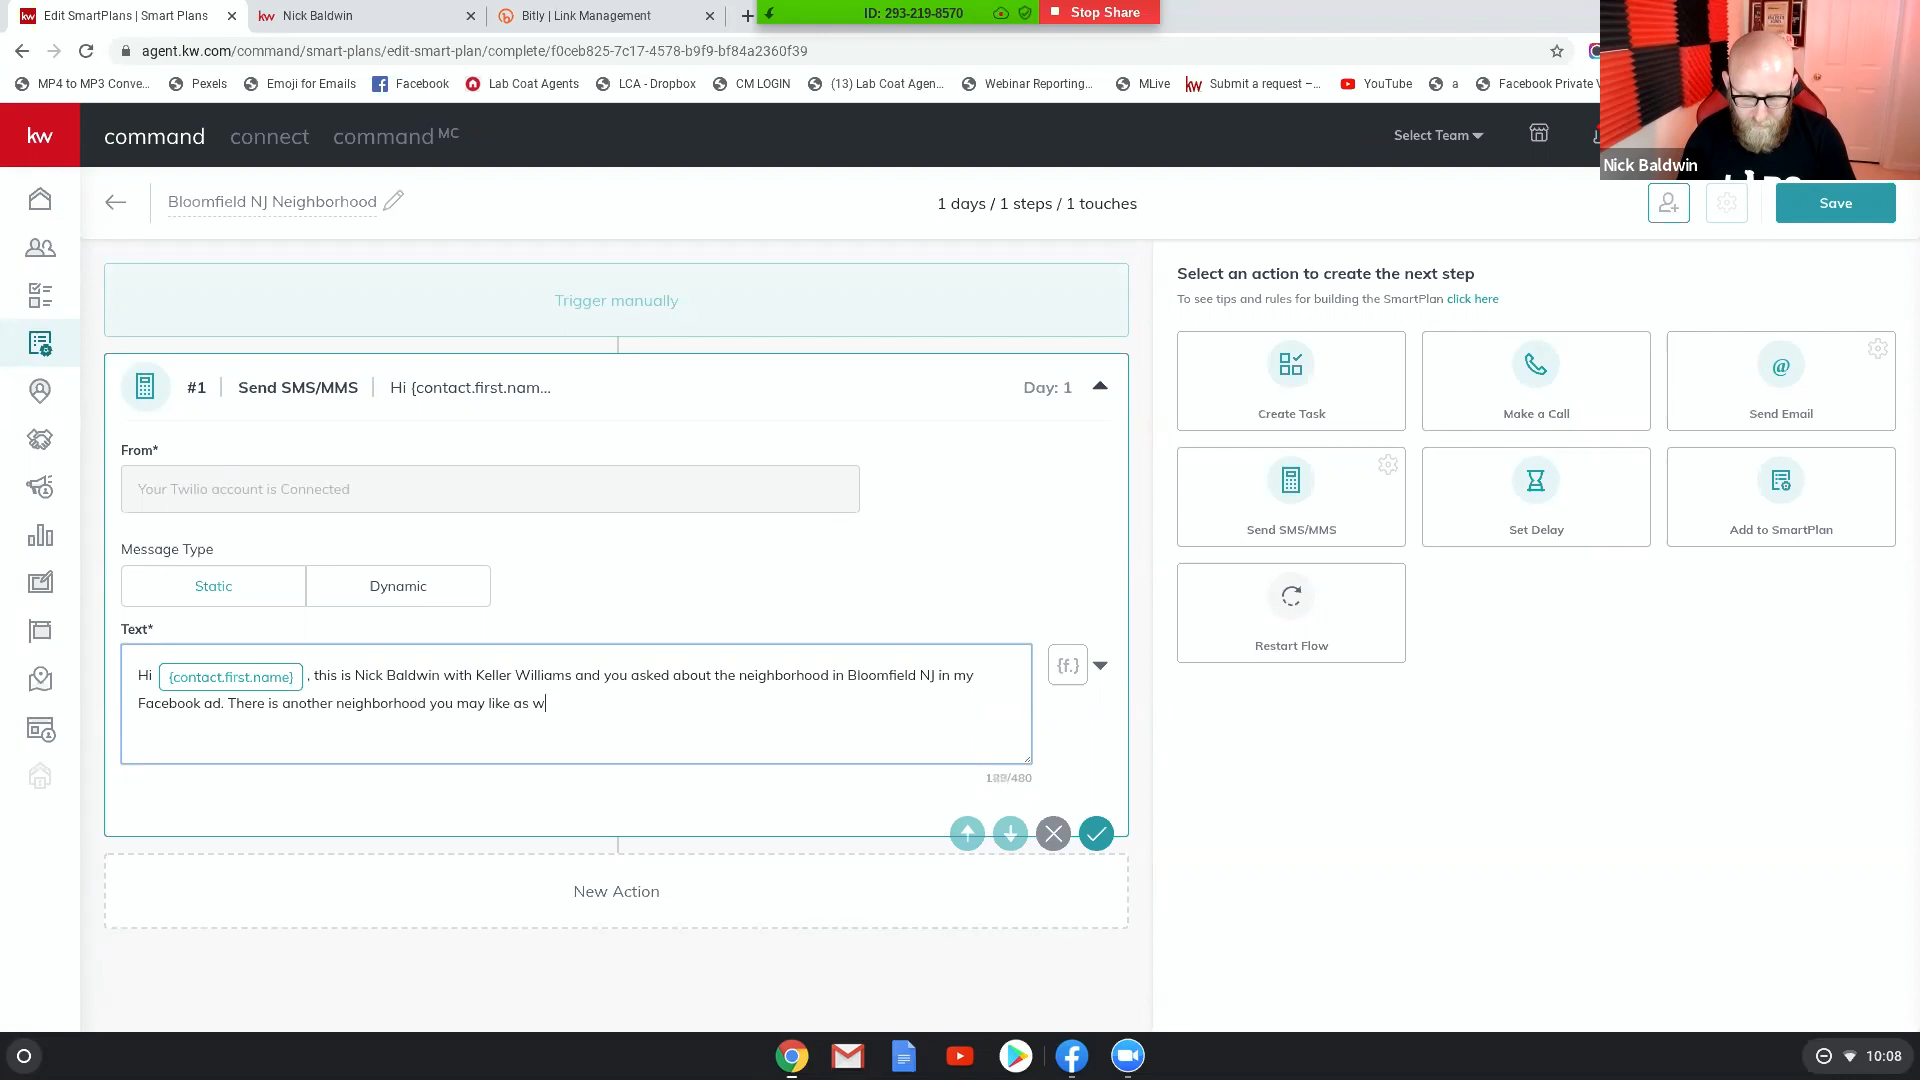 Edit SmartPlans | Smart Plans
kw Nick Baldwin
Bitly | Link Management
ID: 293-219-8570
Stop Share
agent.kw.com/command/smart-plans/edit-smart-plan/complete/f0ceb825-7c17-4578-b9f9-bf84a2360f39
MP4 to MP3 Conve...
Pexels
Emoji for Emails
Facebook
Lab Coat Agents
LCA - Dropbox
CM LOGIN
(13) Lab Coat Agen...
Webinar Reporting...
MLive
kw Submit a request –...
YouTube
a
Facebook Private
Nick Baldwin
kw
command connect command MC
Select Team
Bloomfield NJ Neighborhood
1 days / 1 steps / 1 touches
Save
Trigger manually
#1 Send SMS/MMS Hi {contact.first.nam...
Day: 1
From*
Your Twilio account is Connected
Message Type
Static Dynamic
Text*
Hi {contact.first.name} , this is Nick Baldwin with Keller Williams and you asked about the neighborhood in Bloomfield NJ in my
Facebook ad. There is another neighborhood you may like as w
{f.}
/480
New Action
Select an action to create the next step
To see tips and rules for building the SmartPlan click here
Create Task
Make a Call
@
Send Email
Send SMS/MMS
Set Delay
Add to SmartPlan
Restart Flow
10:08